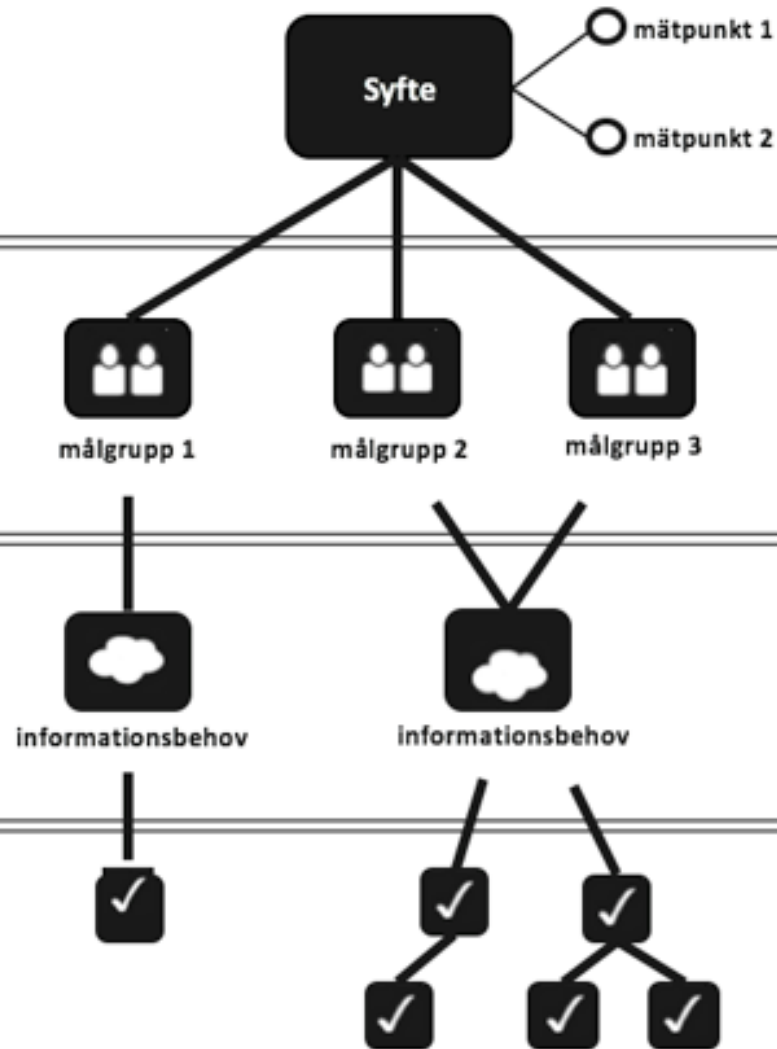 Syfte
mätpunkt 1
mätpunkt 2
målgrupp 1
målgrupp 2
målgrupp 3
informationsbehov
informationsbehov